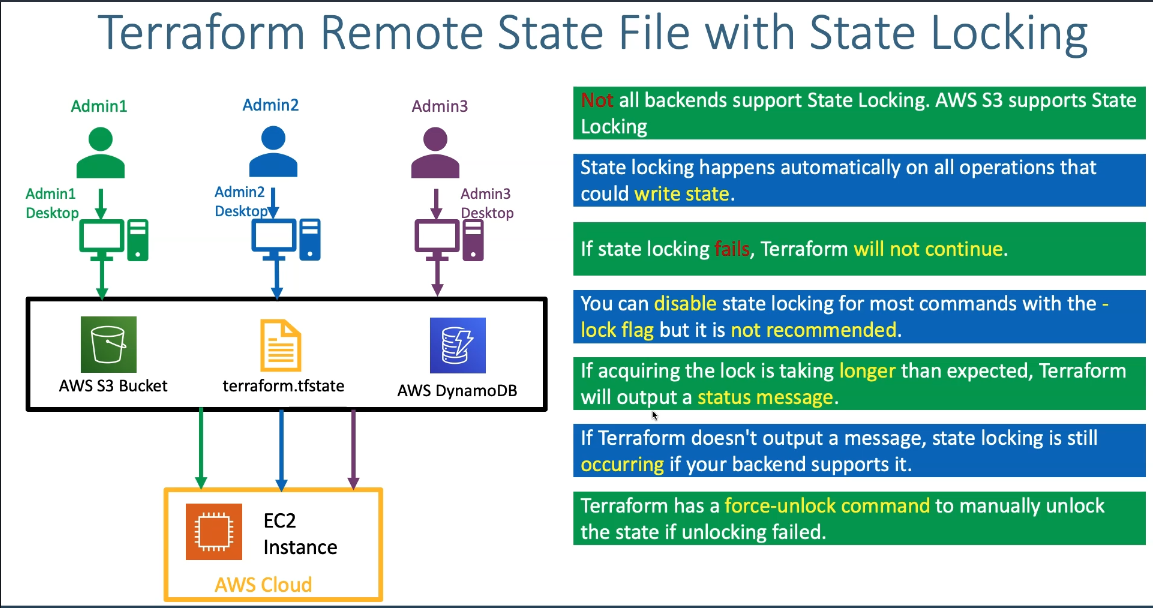 Terraform Remote State File with State Locking
Admin1
Admin2
Admin3
Admin1
Desktop
Admin2
Desktop
Admin3
Desktop
AWS S3 Bucket
terraform.tfstate
AWS DynamoDB
EC2
Instance
AWS Cloud
Not all backends support State Locking. AWS S3 supports State
Locking
State locking happens automatically on all operations that
could write state.
If state locking fails, Terraform will not continue.
You can disable state locking for most commands with the -
lock flag but it is not recommended.
If acquiring the lock is taking longer than expected, Terraform
will output a status message.
If Terraform doesn't output a message, state locking is still
occurring if your backend supports it.
Terraform has a force-unlock command to manually unlock
the state if unlocking failed.